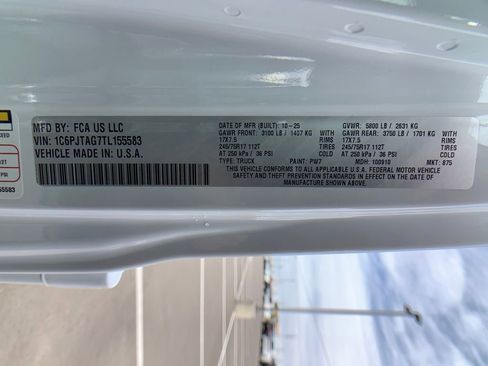 MFD BY: FCA US LLC
VIN: 1C6PJTAG7TL155583
VEHICLE MADE IN U.S.A.
DATE OF MFR (BUILT): 10-25
GVWR: 5800 LB / 2631 KG
GAWR FRONT: 3100 LB / 1407 KG WITH
GAWR REAR: 3750 LB / 1701 KG WITH
17X7.5 RIMS
17X7.5 RIMS
245/75R17 112T TIRES
245/75R17 112T TIRES
AT 250 kPa / 36 PSI COLD
AT 250 kPa / 36 PSI COLD
TYPE: TRUCK PAINT: PW7 MDH: 100910 MKT: 875
THIS VEHICLE CONFORMS TO ALL APPLICABLE U.S.A. FEDERAL MOTOR VEHICLE
SAFETY AND THEFT PREVENTION STANDARDS IN EFFECT ON THE DATE OF
MANUFACTURE SHOWN ABOVE.
CEED
PSI
55583